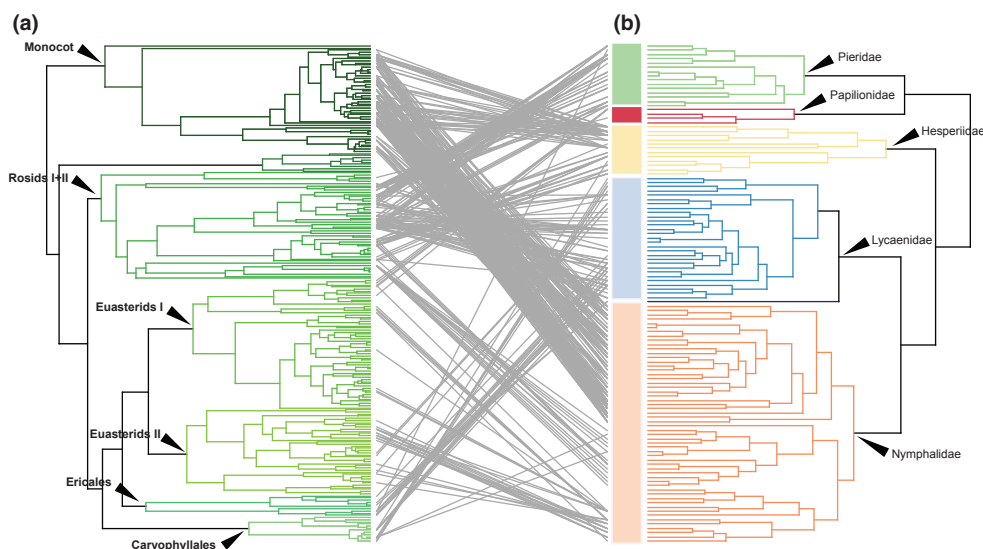 (a)
(b)
Monocot
Rosids I+II
Euasterids I
Euasterids II
Ericales
Caryophyllales
Pieridae
Papilionidae
Hesperiidae
Lycaenidae
Nymphalidae